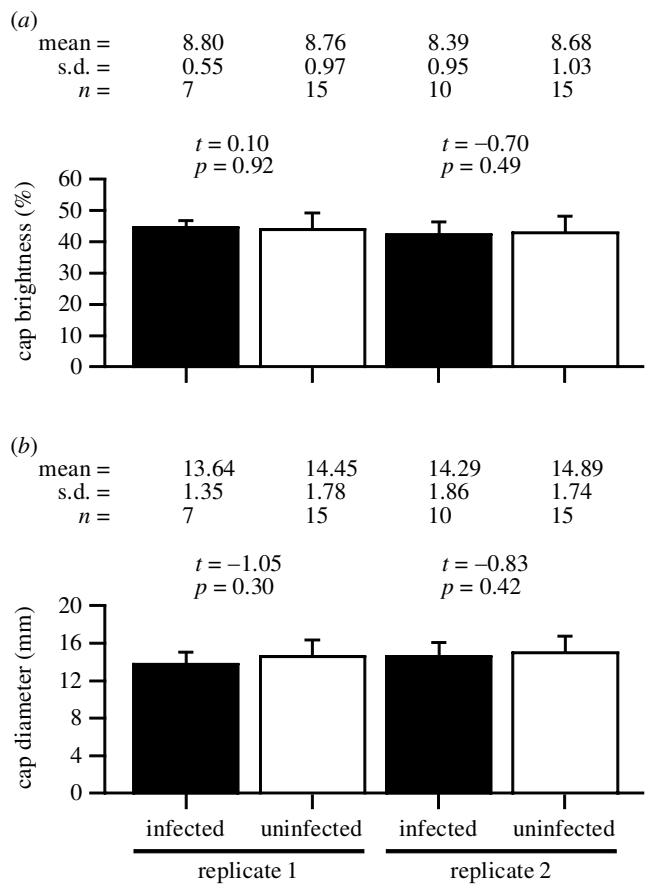 (a)
mean = 8.80 8.76 8.39 8.68
s.d. = 0.55 0.97 0.95 1.03
n = 7 15 10 15
t = 0.10 t = –0.70
p = 0.92 p = 0.49
cap brightness (%)
60
50
40
30
20
10
0
(b)
mean = 13.64 14.45 14.29 14.89
s.d. = 1.35 1.78 1.86 1.74
n = 7 15 10 15
t = –1.05 t = –0.83
p = 0.30 p = 0.42
cap diameter (mm)
20
16
12
8
4
0
infected uninfected infected uninfected
replicate 1 replicate 2